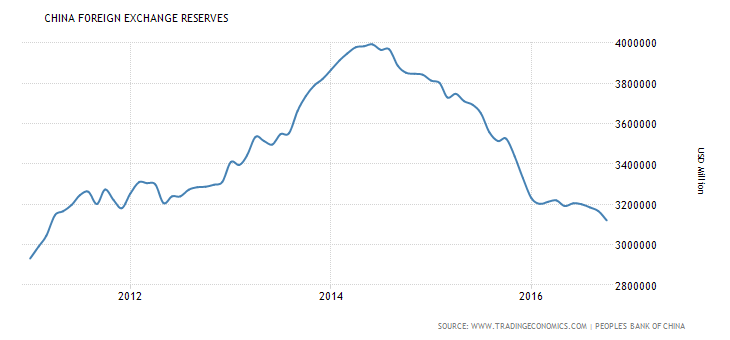 CHINA FOREIGN EXCHANGE RESERVES
4000000
3800000
3600000
3400000
3200000
3000000
2800000
USD Million
2012 2014 2016
SOURCE: WWW.TRADINGECONOMICS.COM | PEOPLE'S BANK OF CHINA